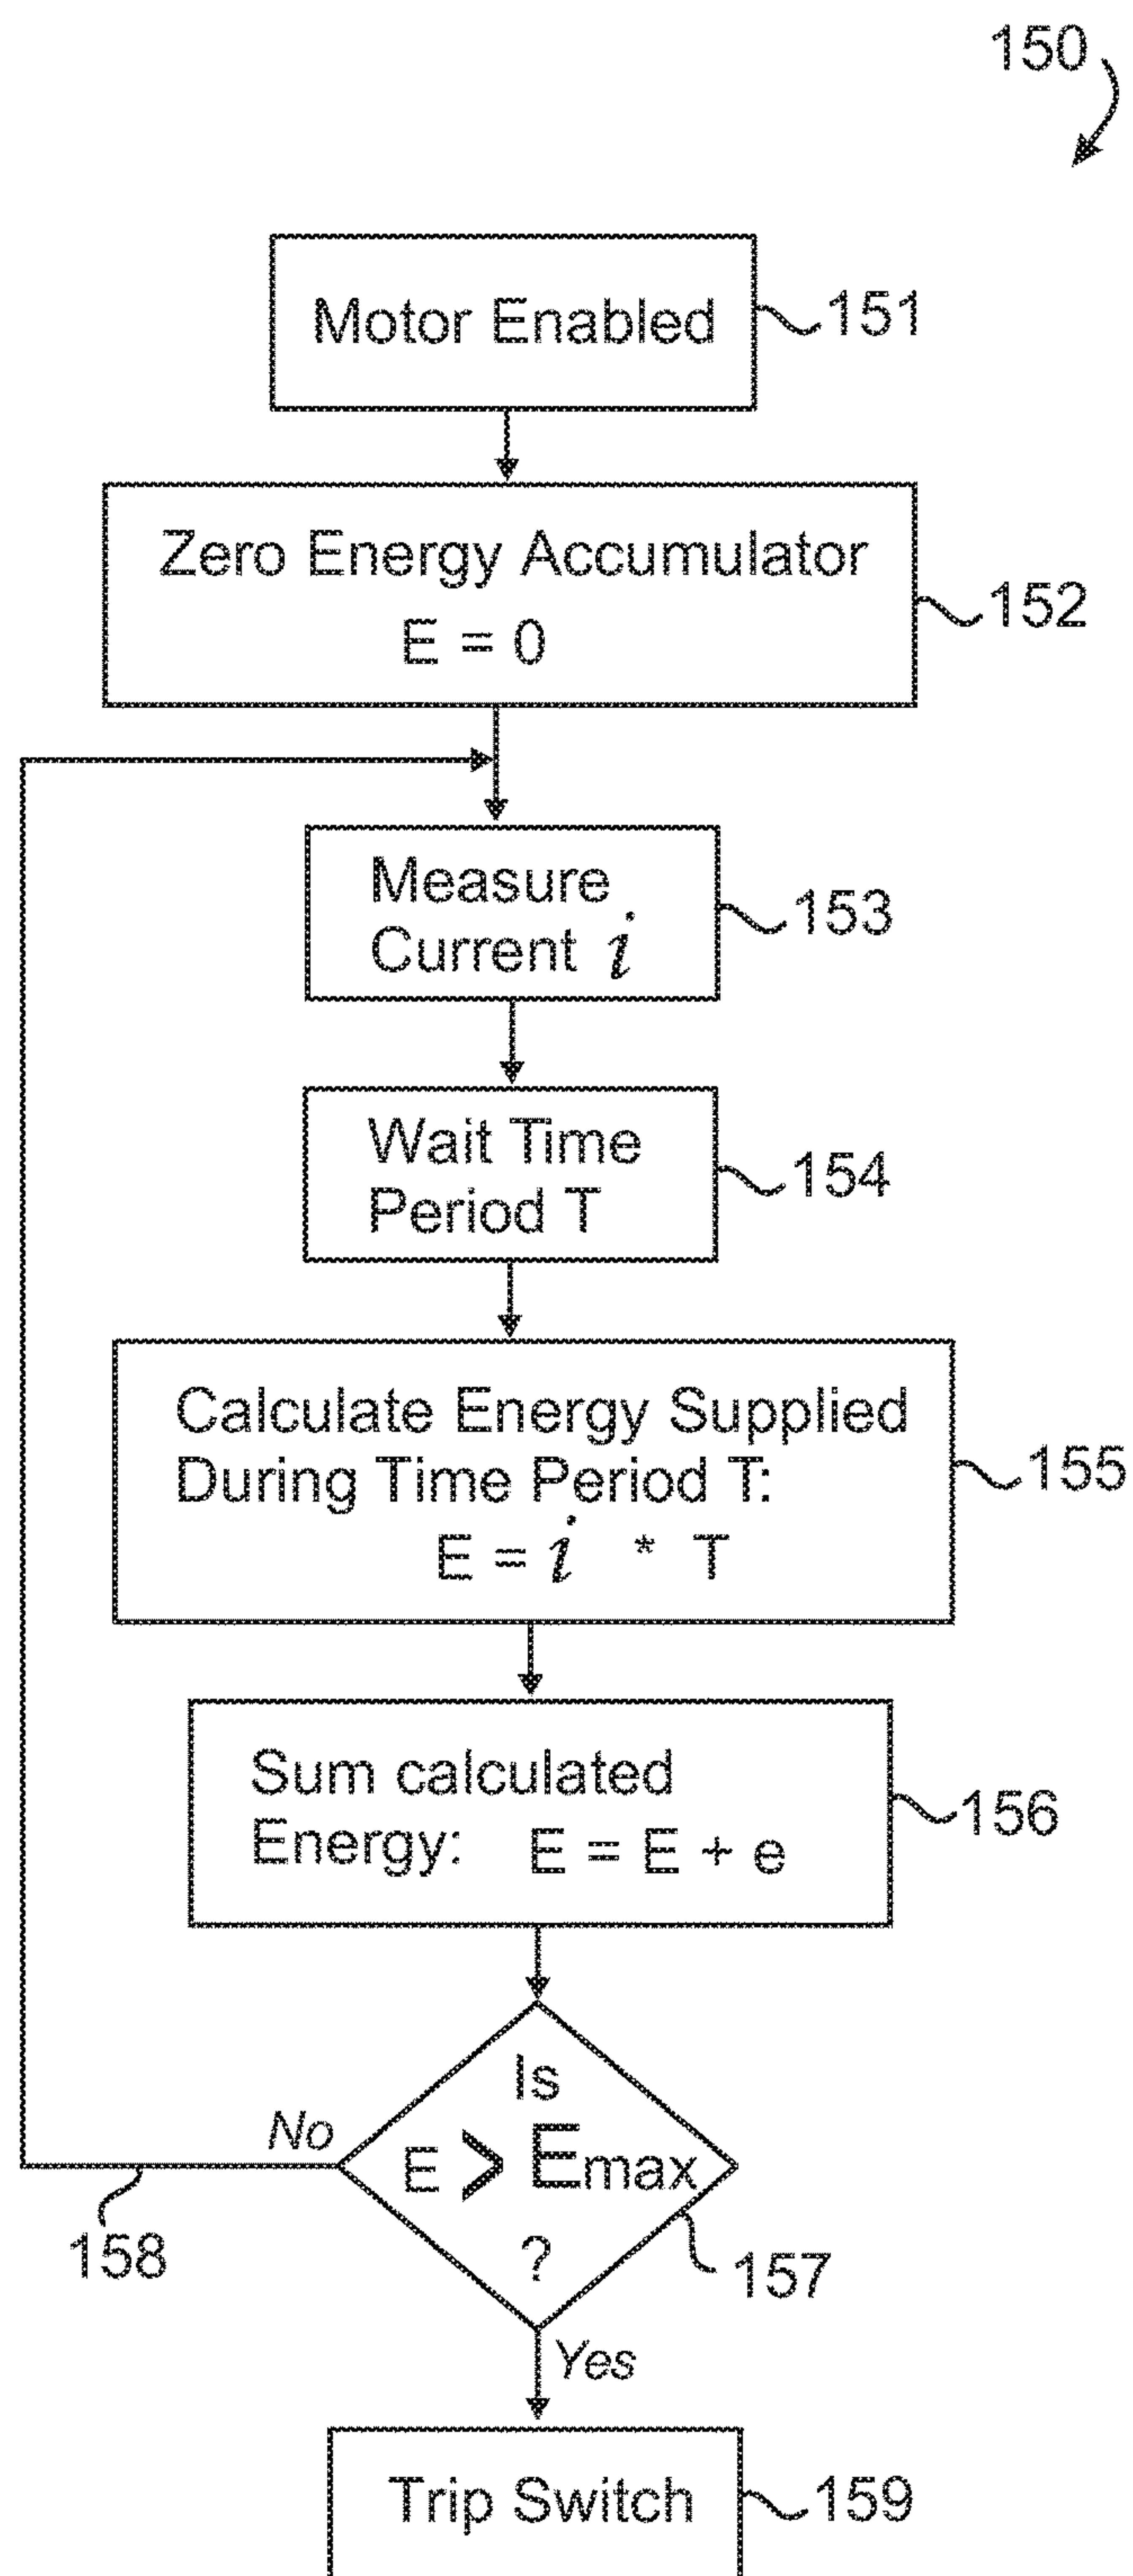 150
Motor Enabled
151
Zero Energy Accumulator
E = 0
152
Measure
Current i
153
Wait Time
Period T
154
Calculate Energy Supplied
During Time Period T:
E = i * T
155
Sum calculated
Energy: E = E + e
156
Is
E > Emax
?
No
158
157
Yes
Trip Switch
159